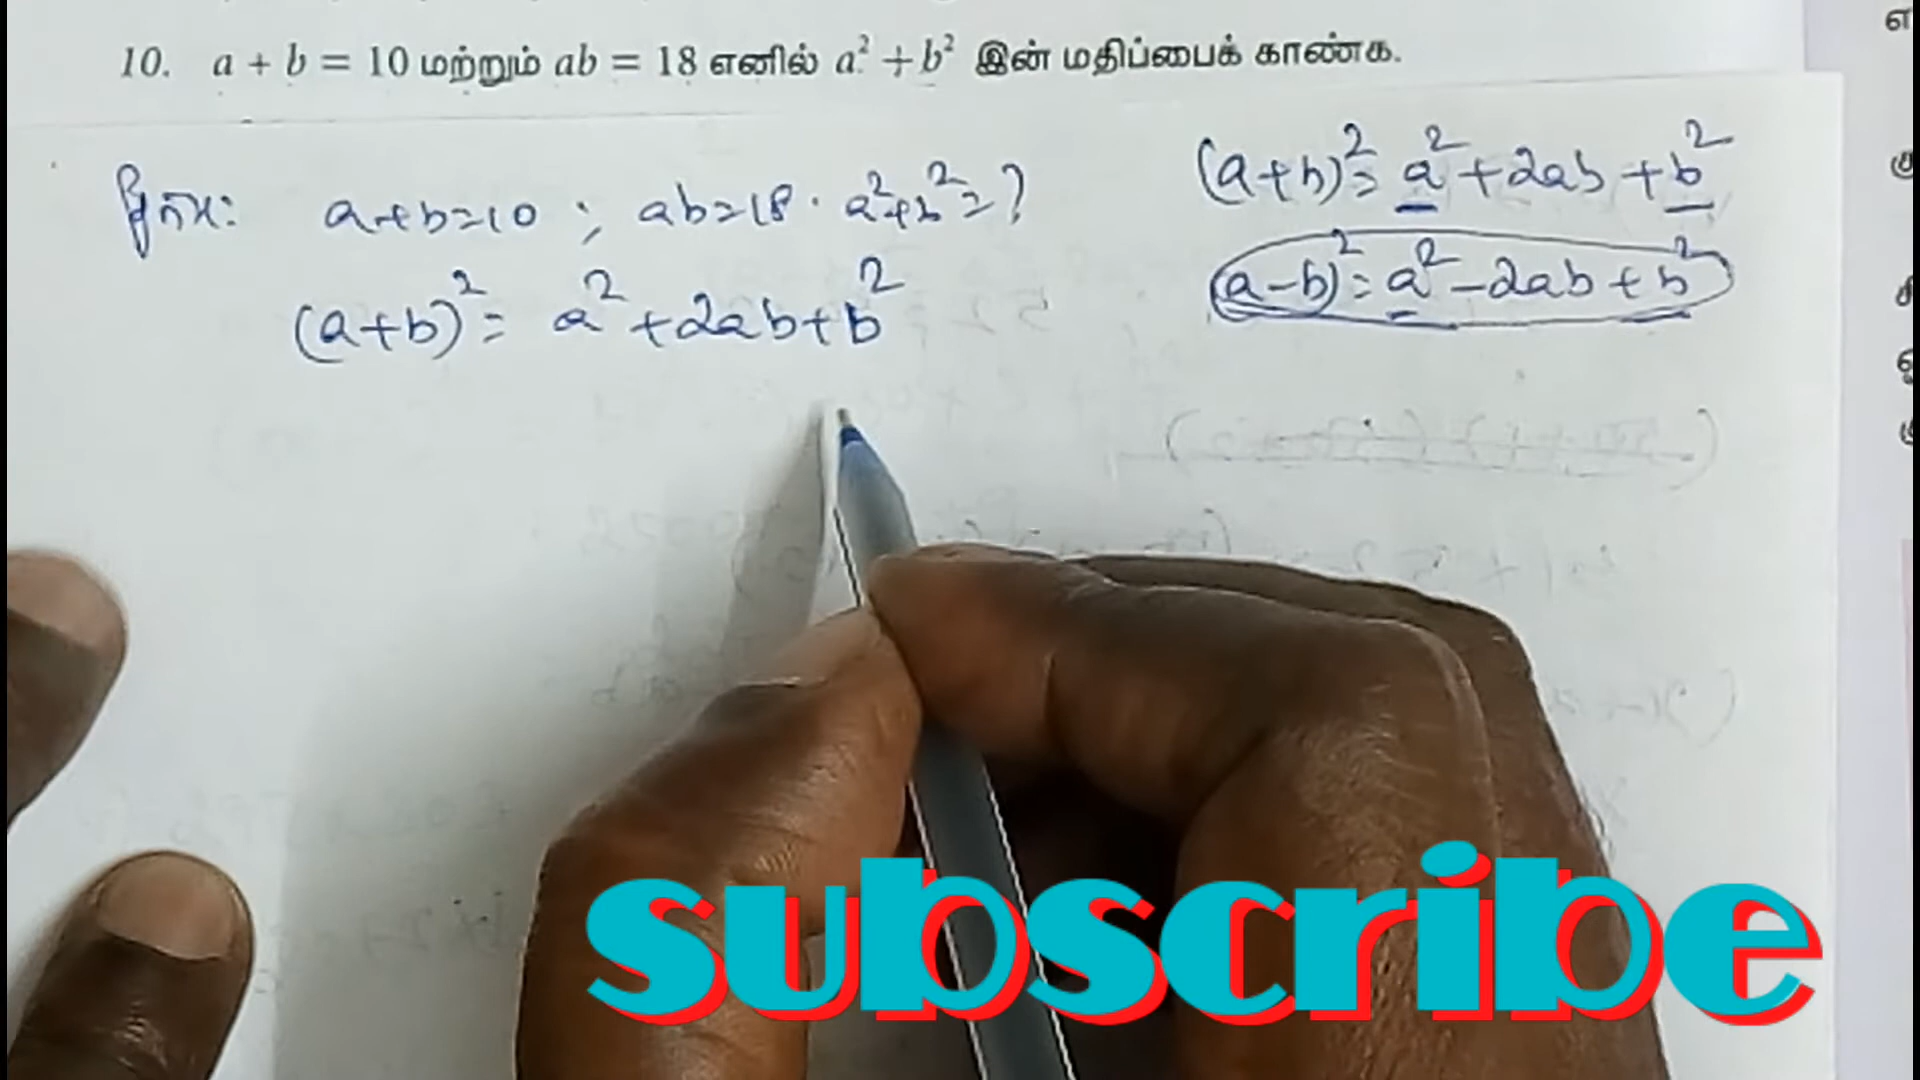 10. a + b = 10 மற்றும் ab = 18 எனில் a² + b² இன் மதிப்பைக் காண்க.
a+b=10 ; ab=18. a²+b²=?
(a+b)² = a²+2ab+b²
(a+b)² = a²+2ab+b²
(a-b)² = a²-2ab+b²
subscribe